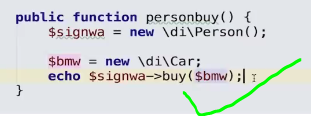 public function personbuy() {
$signwa = new \di\Person();
$bmw = new \di\Car;
echo $signwa->buy($bmw);
}